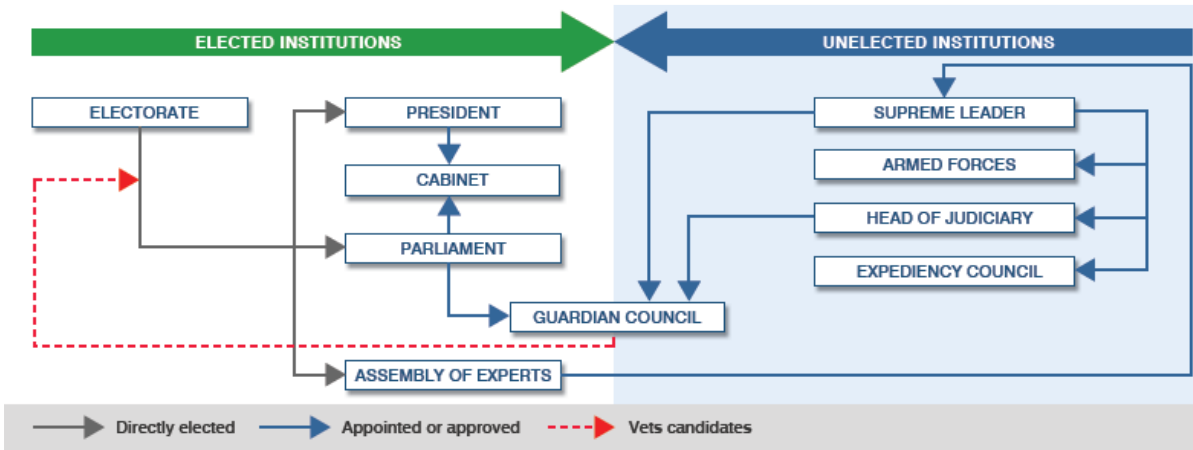 ELECTED INSTITUTIONS
UNELECTED INSTITUTIONS
ELECTORATE
PRESIDENT
SUPREME LEADER
CABINET
ARMED FORCES
PARLIAMENT
HEAD OF JUDICIARY
EXPEDIENCY COUNCIL
GUARDIAN COUNCIL
ASSEMBLY OF EXPERTS
Directly elected
Appointed or approved
Vets candidates